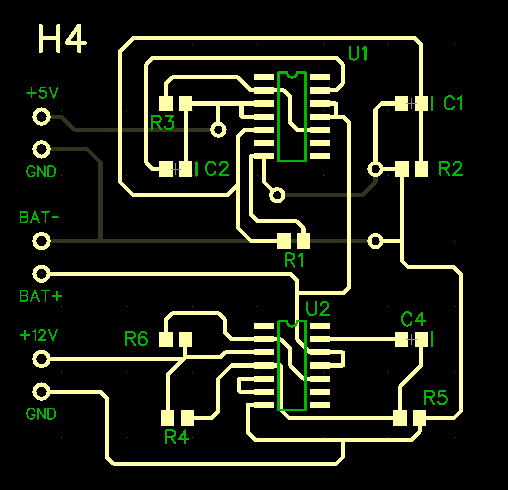 H4
U1
+5V
C1
R3
GND
C2
R2
BAT-
R1
BAT+
U2
+12V
R6
C4
R5
GND
R4